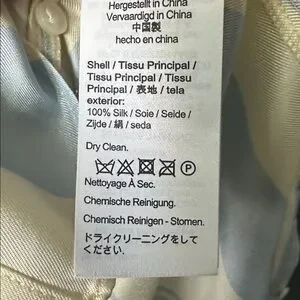 Hergestellt in China
Vervaardigd in China
中国製
hecho en china
Shell / Tissu Principal /
Tissu Principal / Tissu
Principal / 表地 / tela
exterior:
100% Silk / Soie / Seide /
Zijde / 絹 / seda
Dry Clean.
P
Nettoyage À Sec.
Chemische Reinigung.
Chemisch Reinigen - Stomen.
ドライクリーニングをして
ください.